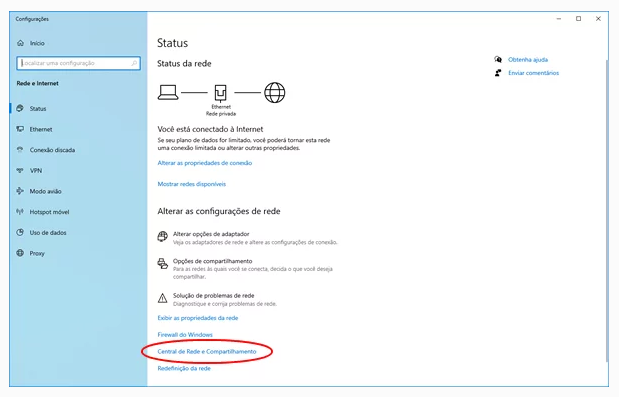 Configurações
Início
Localizar uma configuração
Rede e Internet
Status
Ethernet
Conexão discada
VPN
Modo avião
Hotspot móvel
Uso de dados
Proxy
Status
Status da rede
Ethernet
Rede privada
Você está conectado à Internet
Se seu plano de dados for limitado, você poderá tornar esta rede
uma conexão limitada ou alterar outras propriedades.
Alterar as propriedades de conexão
Mostrar redes disponíveis
Alterar as configurações de rede
Alterar opções de adaptador
Veja os adaptadores de rede e altere as configurações de conexão.
Opções de compartilhamento
Para as redes às quais você se conecta, decida o que você deseja
compartilhar.
Solução de problemas de rede
Diagnostique e corrija problemas de rede.
Exibir as propriedades da rede
Firewall do Windows
Central de Rede e Compartilhamento
Redefinição da rede
Obtenha ajuda
Enviar comentários